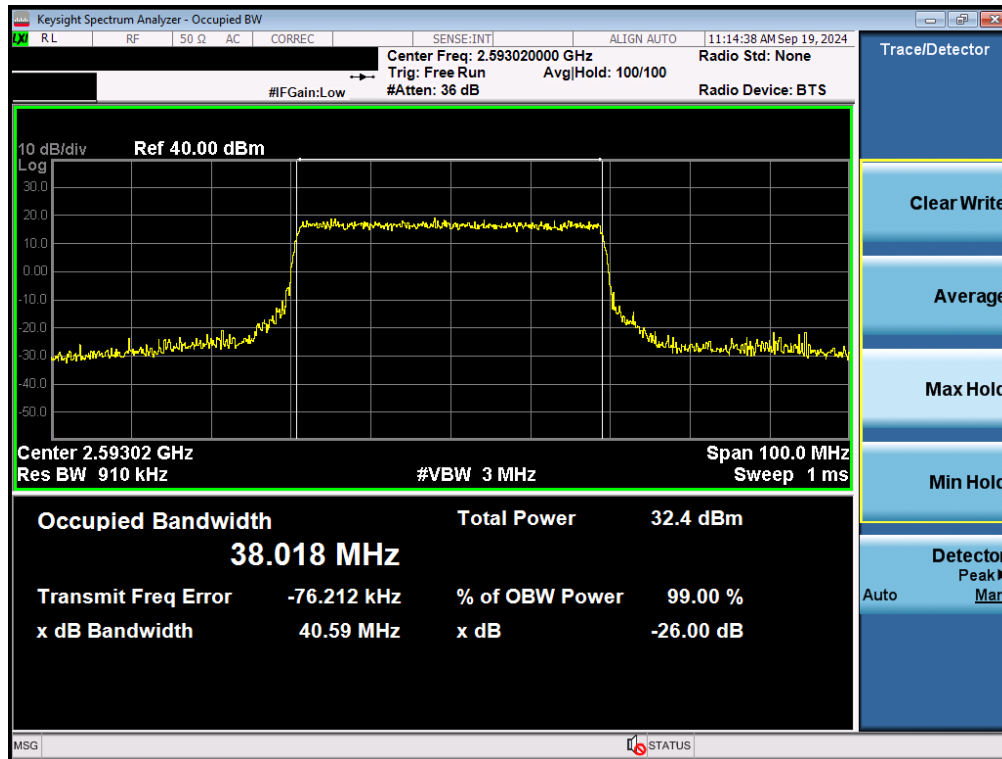 Keysight Spectrum Analyzer - Occupied BW
LXI RL RF 50 Ω AC CORREC SENSE:INT ALIGN AUTO 11:14:38 AM Sep 19, 2024
Center Freq: 2.593020000 GHz Radio Std: None
Trig: Free Run Avg|Hold: 100/100
#IFGain:Low #Atten: 36 dB Radio Device: BTS
Trace/Detector
10 dB/div Ref 40.00 dBm
Log
30.0
20.0
10.0
0.00
-10.0
-20.0
-30.0
-40.0
-50.0
Center 2.59302 GHz Span 100.0 MHz
Res BW 910 kHz #VBW 3 MHz Sweep 1 ms
Occupied Bandwidth Total Power 32.4 dBm
38.018 MHz
Transmit Freq Error -76.212 kHz % of OBW Power 99.00 %
x dB Bandwidth 40.59 MHz x dB -26.00 dB
Clear Write
Average
Max Hold
Min Hold
Detector
Peak
Auto Man
MSG STATUS